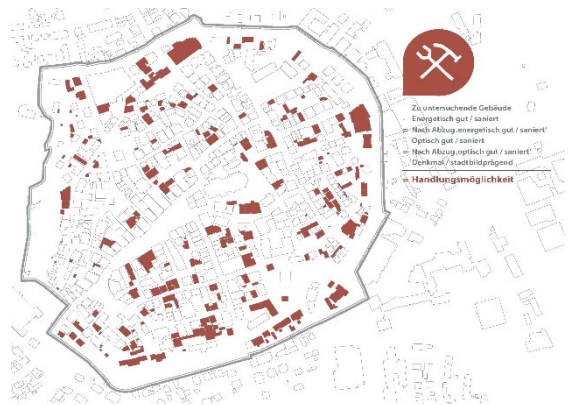 Zu untersuchende Gebäude
Energetisch gut / saniert
= Nach Abzug „energetisch gut / saniert“
Optisch gut / saniert
= Nach Abzug „optisch gut / saniert“
Denkmal / stadtbildprägend
= Handlungsmöglichkeit